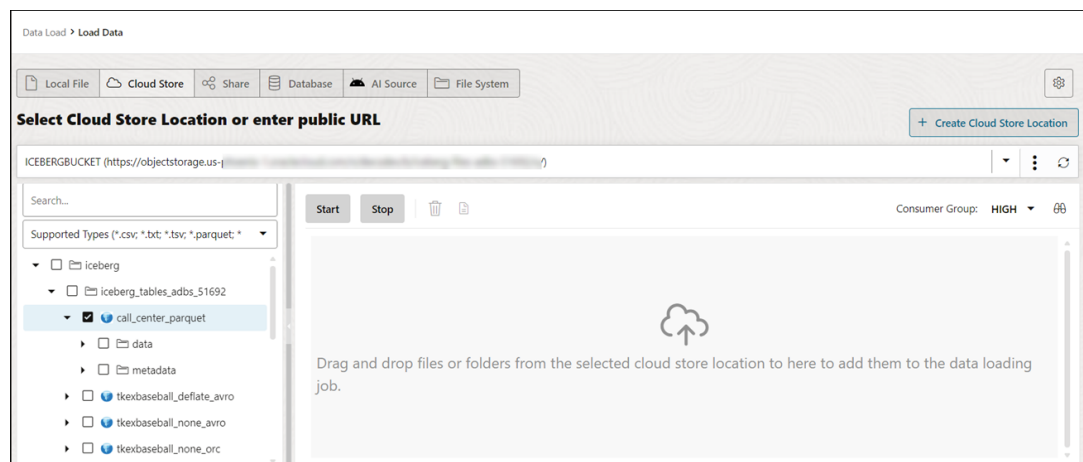 Data Load > Load Data
Local File Cloud Store Share Database AI Source File System
Select Cloud Store Location or enter public URL
+ Create Cloud Store Location
ICEBERGBUCKET (https://objectstorage.us-p /')
Search...
Start Stop
Consumer Group: HIGH
Supported Types (*.csv; *.txt; *.tsv; *.parquet; *
iceberg
iceberg_tables_adbs_51692
call_center_parquet
data
metadata
tkexbaseball_deflate_avro
tkexbaseball_none_avro
tkexbaseball_none_orc
Drag and drop files or folders from the selected cloud store location to here to add them to the data loading
job.